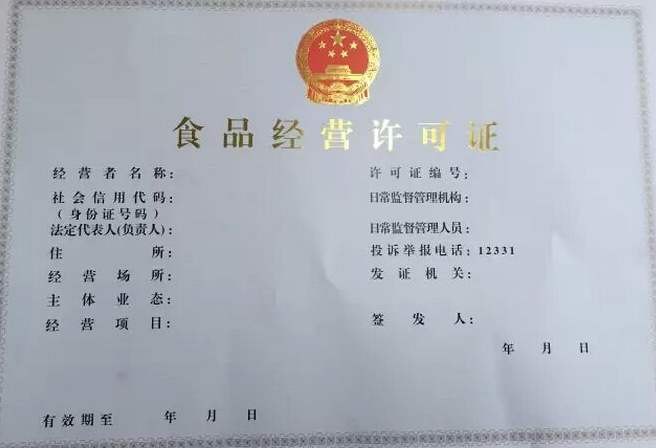 食品经营许可证
经营者名称：
社会信用代码：
（身份证号码）
法定代表人(负责人)：
住所：
经营场所：
主体业态：
经营项目：
有效期至 年 月 日
许可证编号：
日常监督管理机构：
日常监督管理人员：
投诉举报电话：12331
发证机关：
签发人：
年 月 日